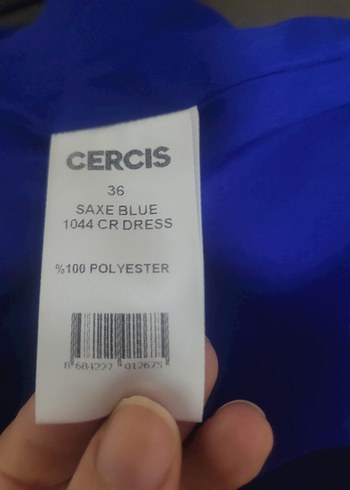 CERCIS
36
SAXE BLUE
1044 CR DRESS
%100 POLYESTER
8 684227 012675